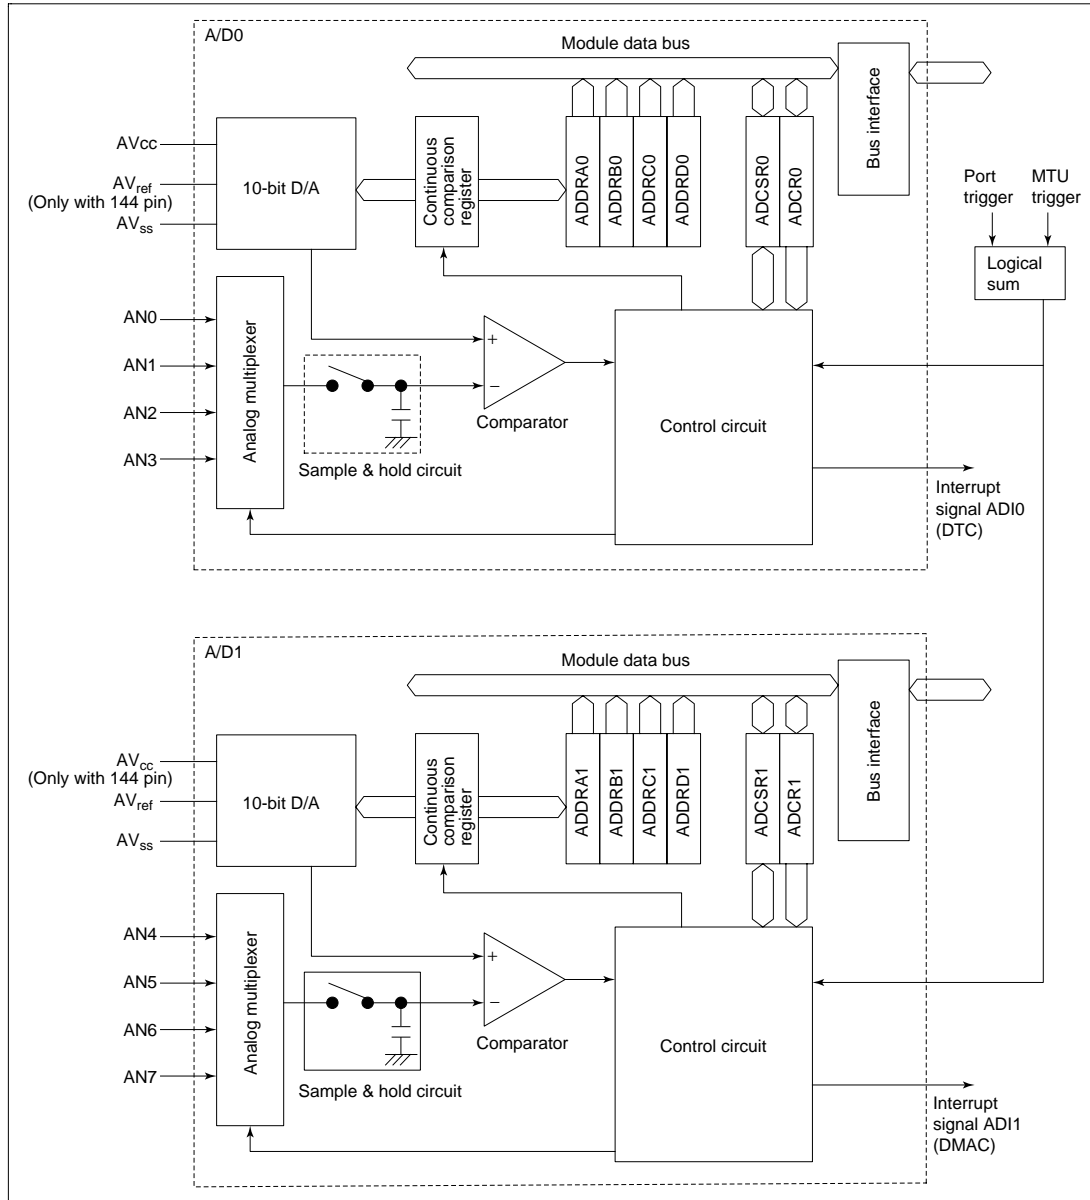 A/D0
Module data bus
Bus interface
AVcc
AVref
(Only with 144 pin)
AVss
10-bit D/A
Continuous
comparison
register
ADDRA0
ADDRB0
ADDRC0
ADDRD0
ADCSR0
ADCR0
Port
trigger
MTU
trigger
Logical
sum
AN0
AN1
AN2
AN3
Analog multiplexer
Sample & hold circuit
+
−
Comparator
Control circuit
Interrupt
signal ADI0
(DTC)
A/D1
Module data bus
Bus interface
AVcc
(Only with 144 pin)
AVref
AVss
10-bit D/A
Continuous
comparison
register
ADDRA1
ADDRB1
ADDRC1
ADDRD1
ADCSR1
ADCR1
AN4
AN5
AN6
AN7
Analog multiplexer
Sample & hold circuit
+
−
Comparator
Control circuit
Interrupt
signal ADI1
(DMAC)